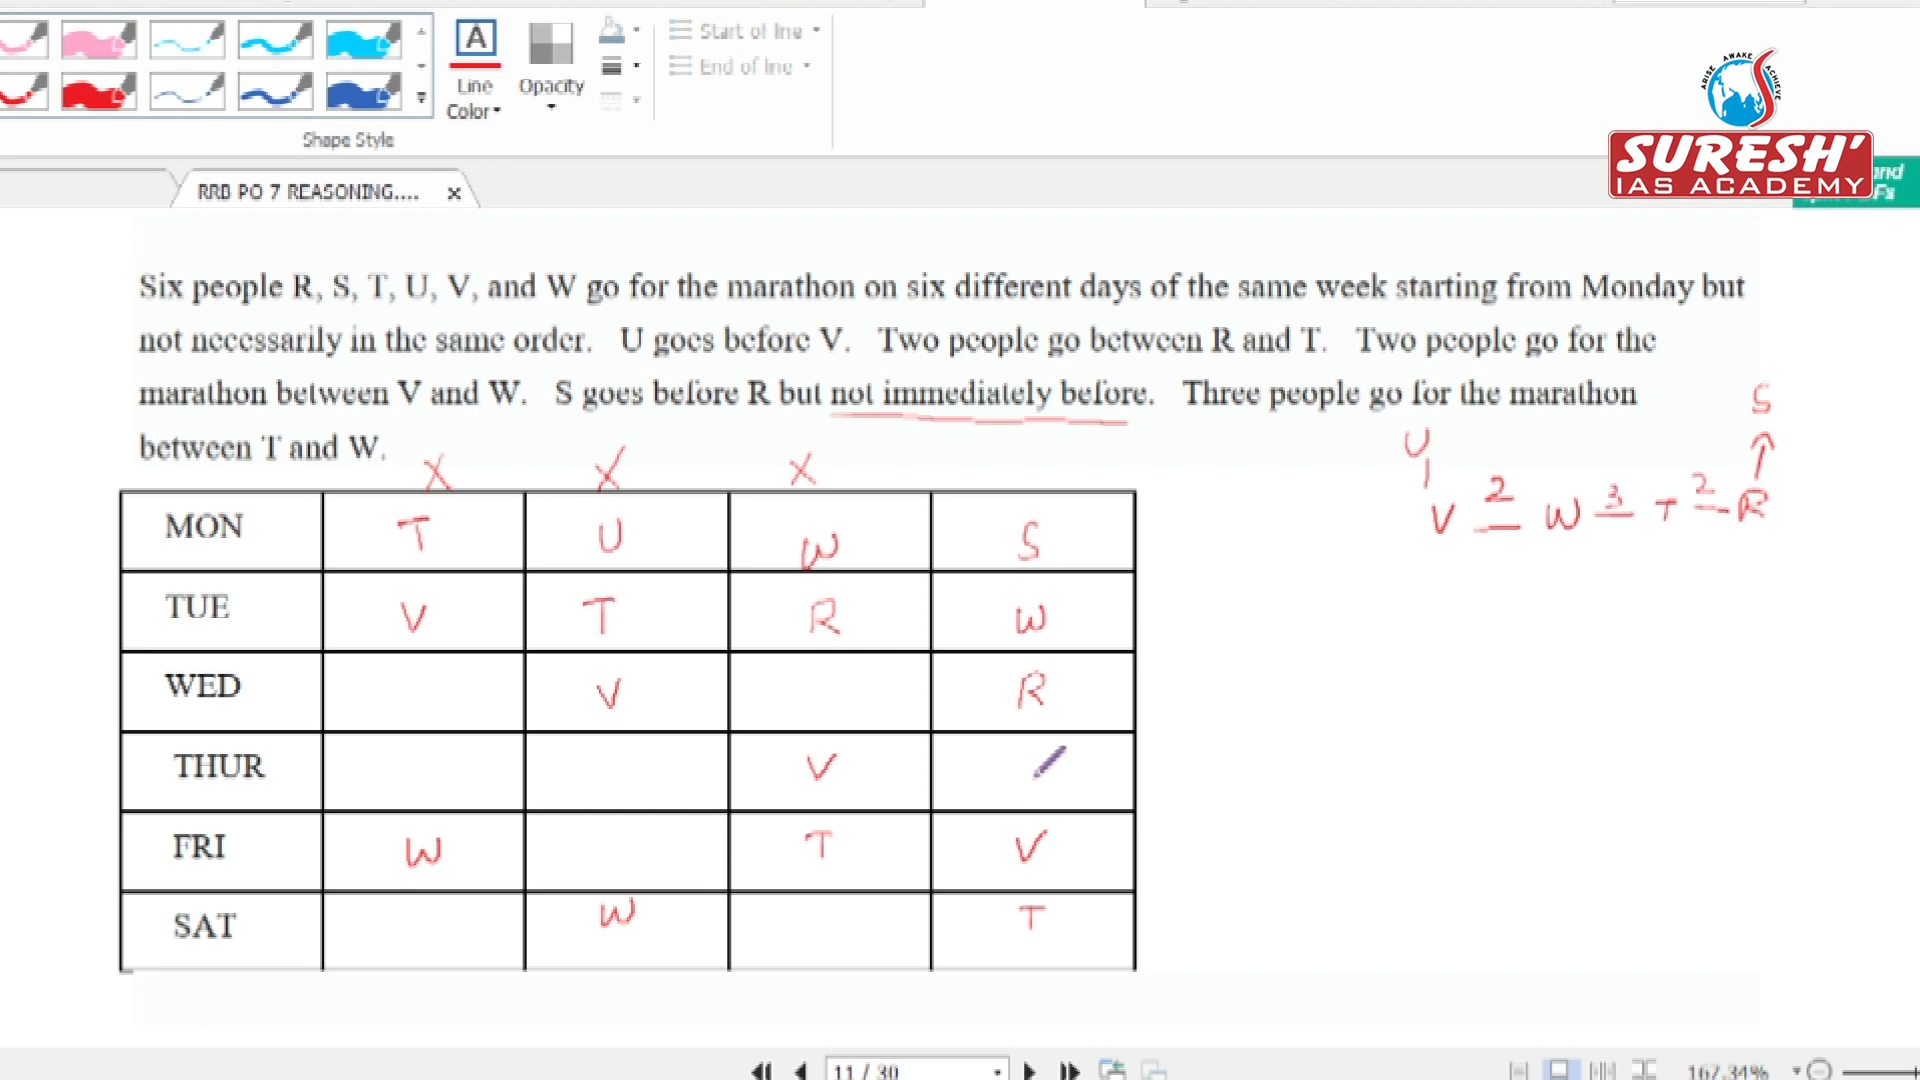 Start of line
End of line
Line
Color
Opacity
Shape Style
A
ARISE AWAKE ACHIEVE
SURESH'
IAS ACADEMY
RRB PO 7 REASONING.... x
Six people R, S, T, U, V, and W go for the marathon on six different days of the same week starting from Monday but
not necessarily in the same order. U goes before V. Two people go between R and T. Two people go for the
marathon between V and W. S goes before R but not immediately before. Three people go for the marathon
between T and W.
S
U
V 2 W 3 T 2 R
X X X
MON T U W S
TUE V T R W
WED V R
THUR V
FRI W T V
SAT W T
11 / 30
167.34%